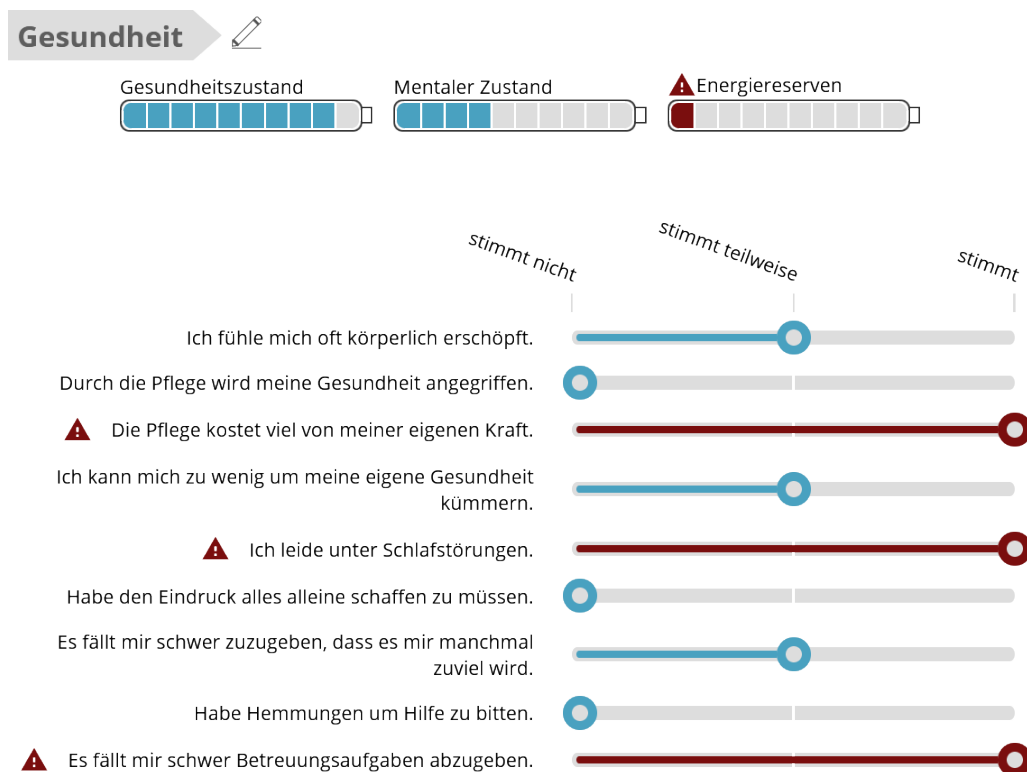 Gesundheit
Gesundheitszustand
Mentaler Zustand
Energiereserven
stimmt nicht
stimmt teilweise
stimmt
Ich fühle mich oft körperlich erschöpft.
Durch die Pflege wird meine Gesundheit angegriffen.
Die Pflege kostet viel von meiner eigenen Kraft.
Ich kann mich zu wenig um meine eigene Gesundheit
kümmern.
Ich leide unter Schlafstörungen.
Habe den Eindruck alles alleine schaffen zu müssen.
Es fällt mir schwer zuzugeben, dass es mir manchmal
zuviel wird.
Habe Hemmungen um Hilfe zu bitten.
Es fällt mir schwer Betreuungsaufgaben abzugeben.